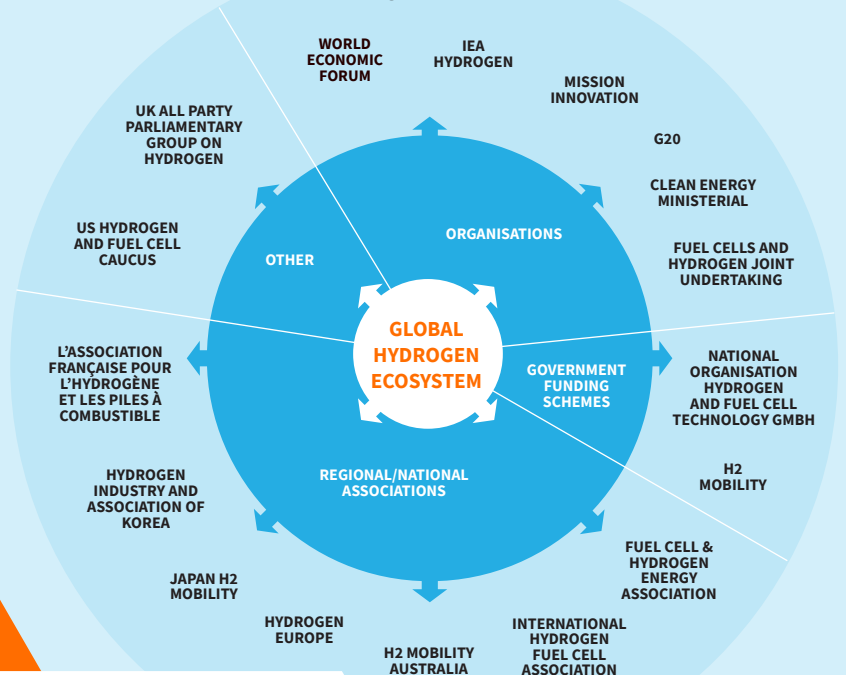 WORLD
ECONOMIC
FORUM
IEA
HYDROGEN
MISSION
INNOVATION
G20
CLEAN ENERGY
MINISTERIAL
FUEL CELLS AND
HYDROGEN JOINT
UNDERTAKING
UK ALL PARTY
PARLIAMENTARY
GROUP ON
HYDROGEN
US HYDROGEN
AND FUEL CELL
CAUCUS
OTHER
ORGANISATIONS
GLOBAL
HYDROGEN
ECOSYSTEM
GOVERNMENT
FUNDING
SCHEMES
NATIONAL
ORGANISATION
HYDROGEN
AND FUEL CELL
TECHNOLOGY GMBH
H2
MOBILITY
L’ASSOCIATION
FRANÇAISE POUR
L’HYDROGÈNE
ET LES PILES À
COMBUSTIBLE
REGIONAL/NATIONAL
ASSOCIATIONS
HYDROGEN
INDUSTRY AND
ASSOCIATION OF
KOREA
JAPAN H2
MOBILITY
HYDROGEN
EUROPE
H2 MOBILITY
AUSTRALIA
INTERNATIONAL
HYDROGEN
FUEL CELL
ASSOCIATION
FUEL CELL &
HYDROGEN
ENERGY
ASSOCIATION